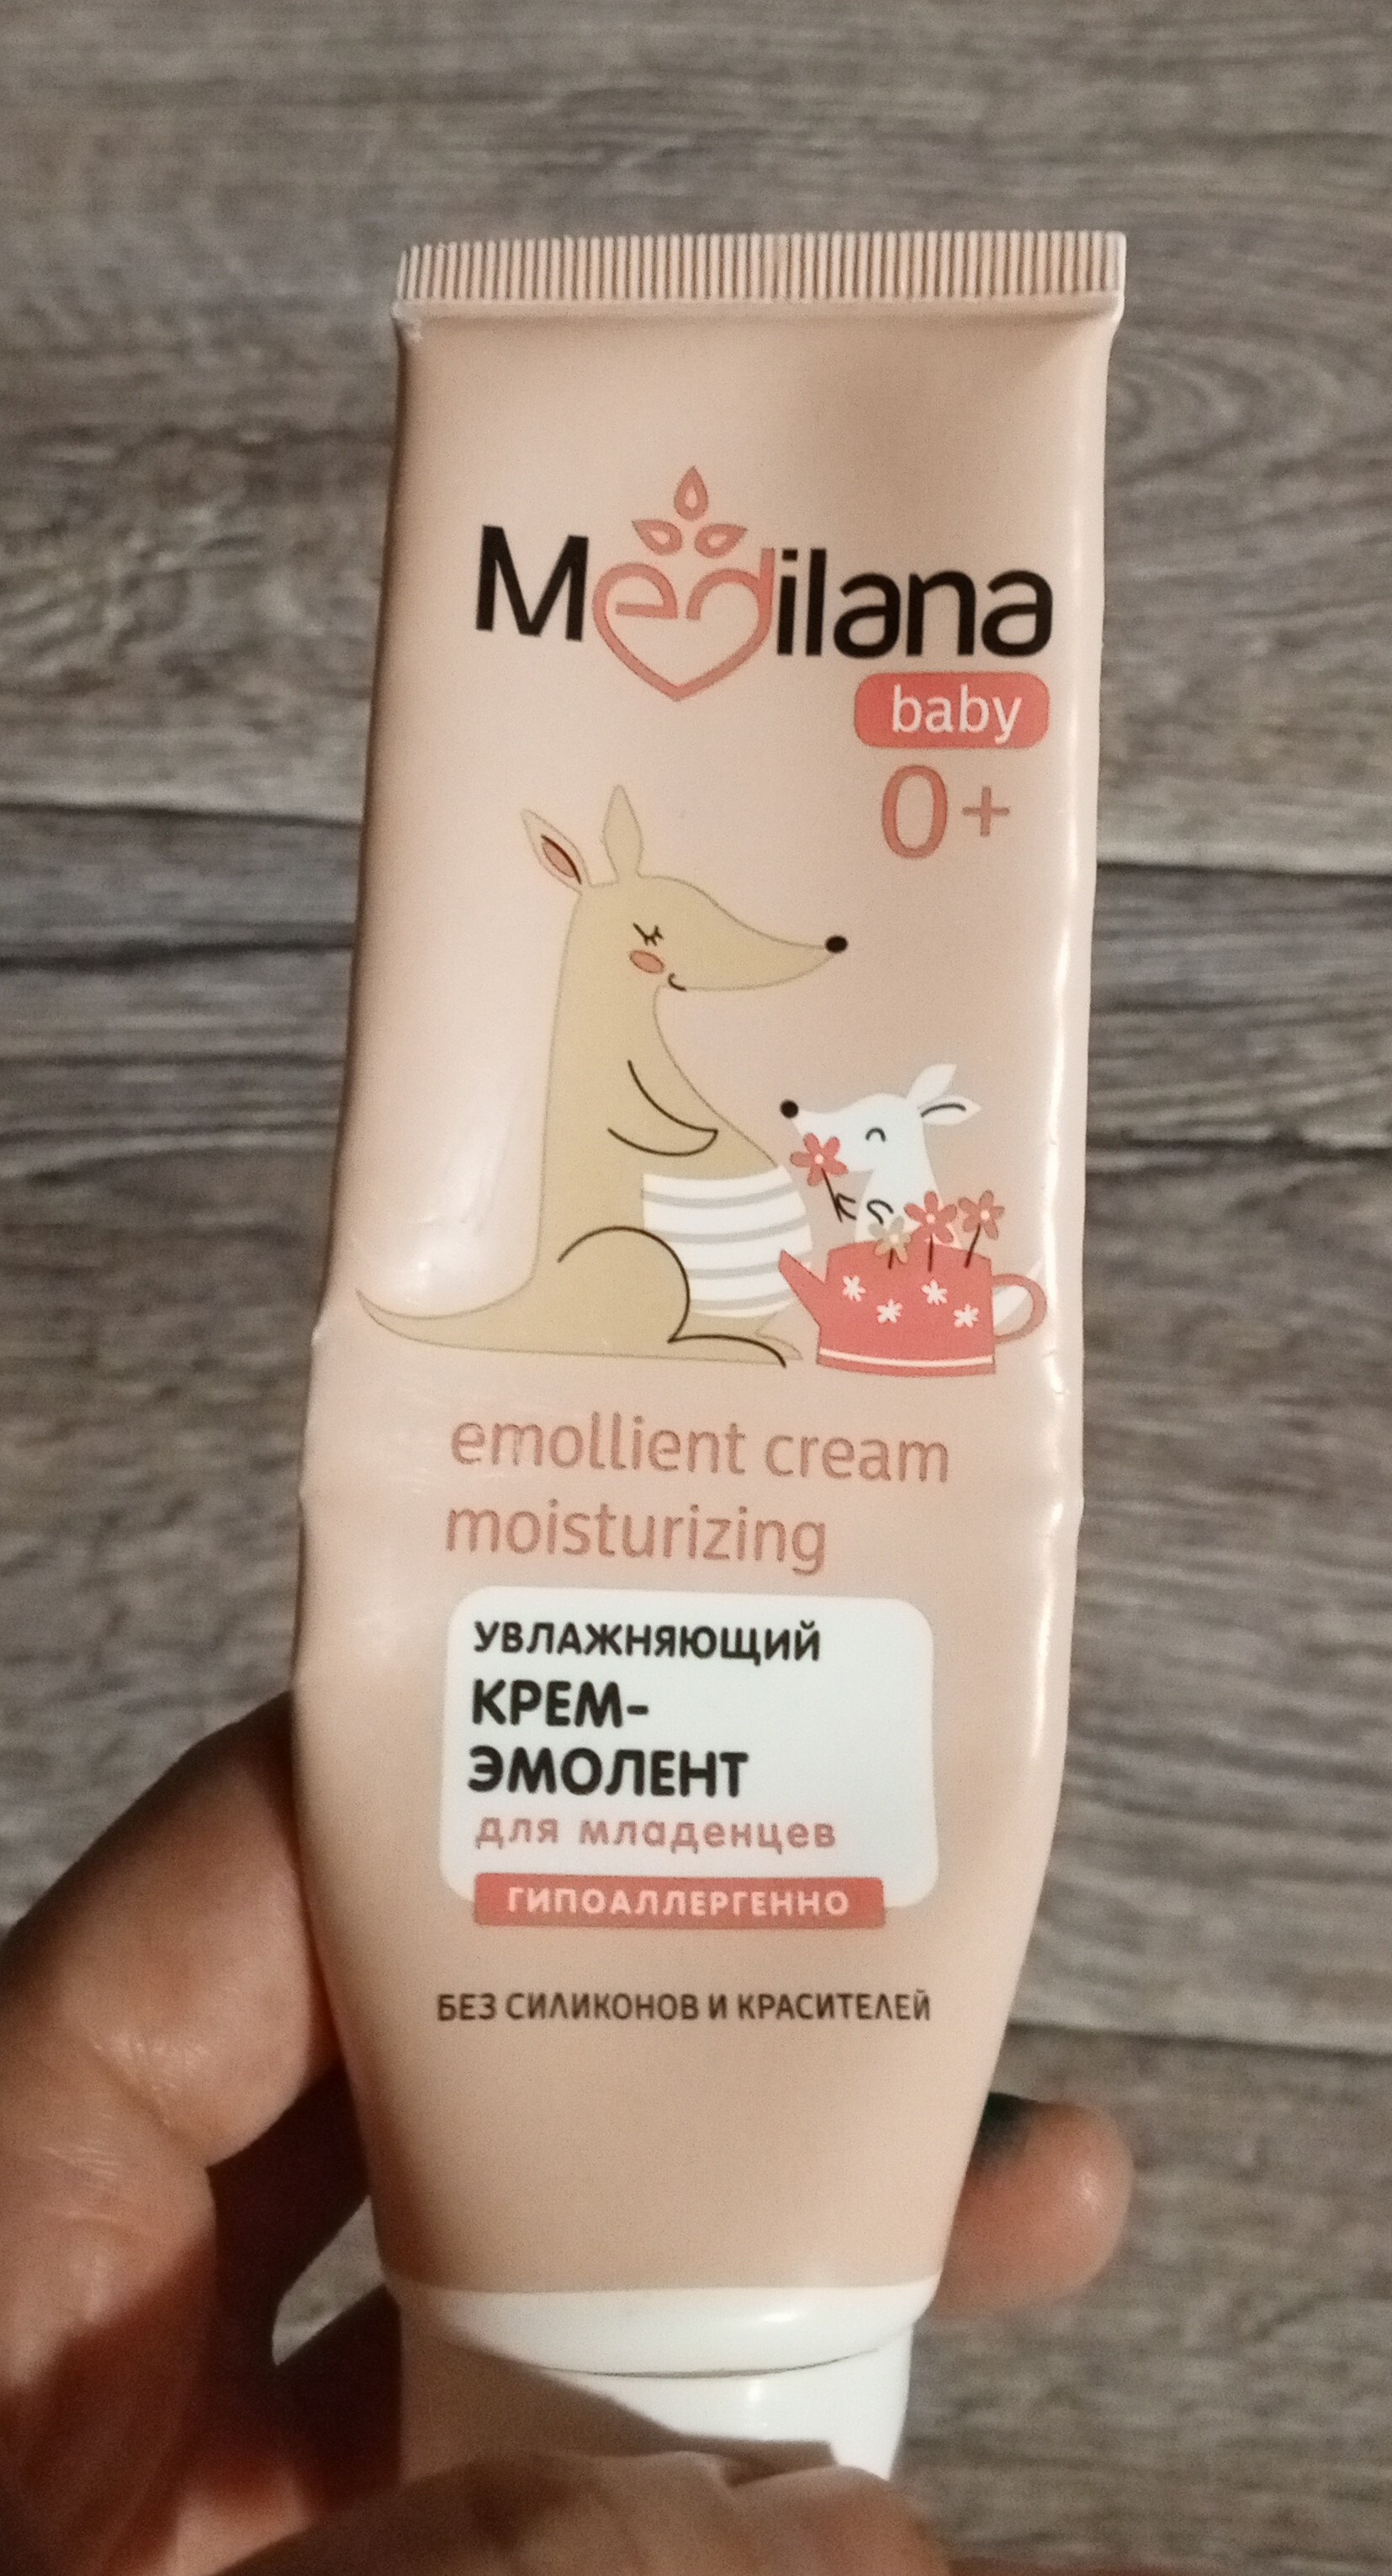 Medilana
baby
0+
emollient cream
moisturizing
УВЛАЖНЯЮЩИЙ
КРЕМ-
ЭМОЛЕНТ
для младенцев
ГИПОАЛЛЕРГЕННО
БЕЗ СИЛИКОНОВ И КРАСИТЕЛЕЙ